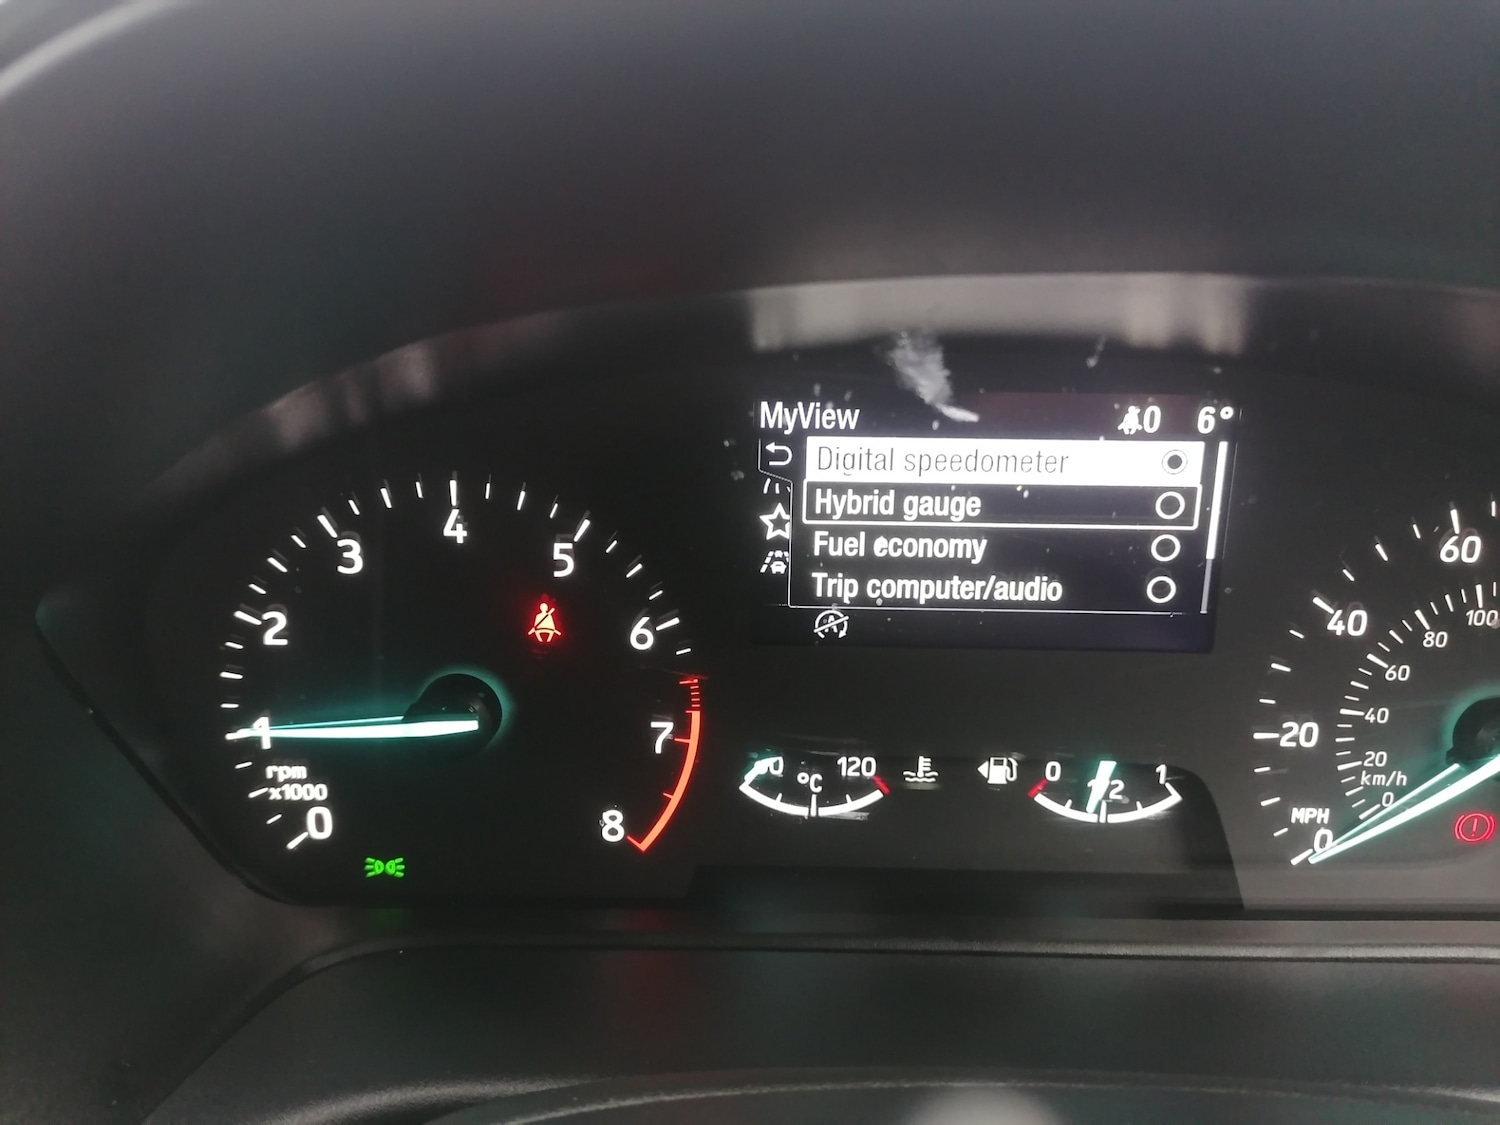 MyView 0 6°
Digital speedometer
Hybrid gauge
Fuel economy
Trip computer/audio
0
1
2
3
4
5
6
7
8
rpm
x1000
°C
120
0
1/2
1
0
20
40
60
MPH
0
20
40
60
80
100
km/h